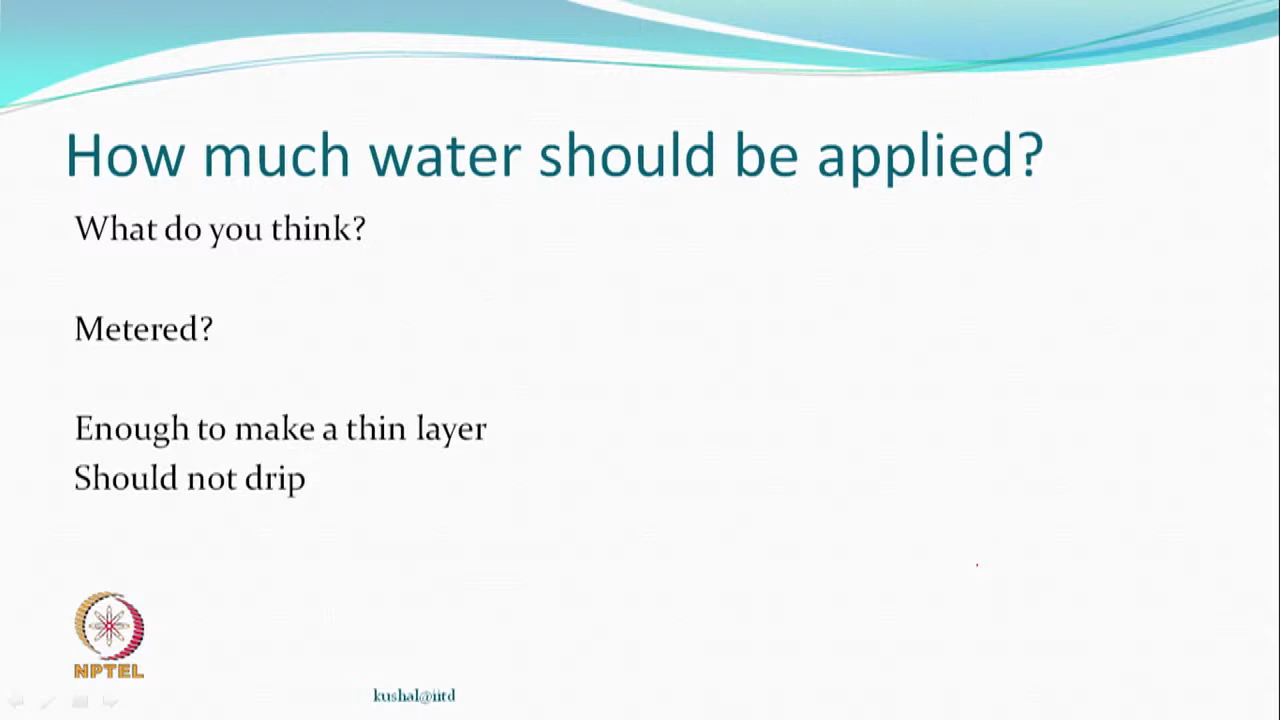 How much water should be applied?
What do you think?
Metered?
Enough to make a thin layer
Should not drip
NPTEL
kushal@iitd